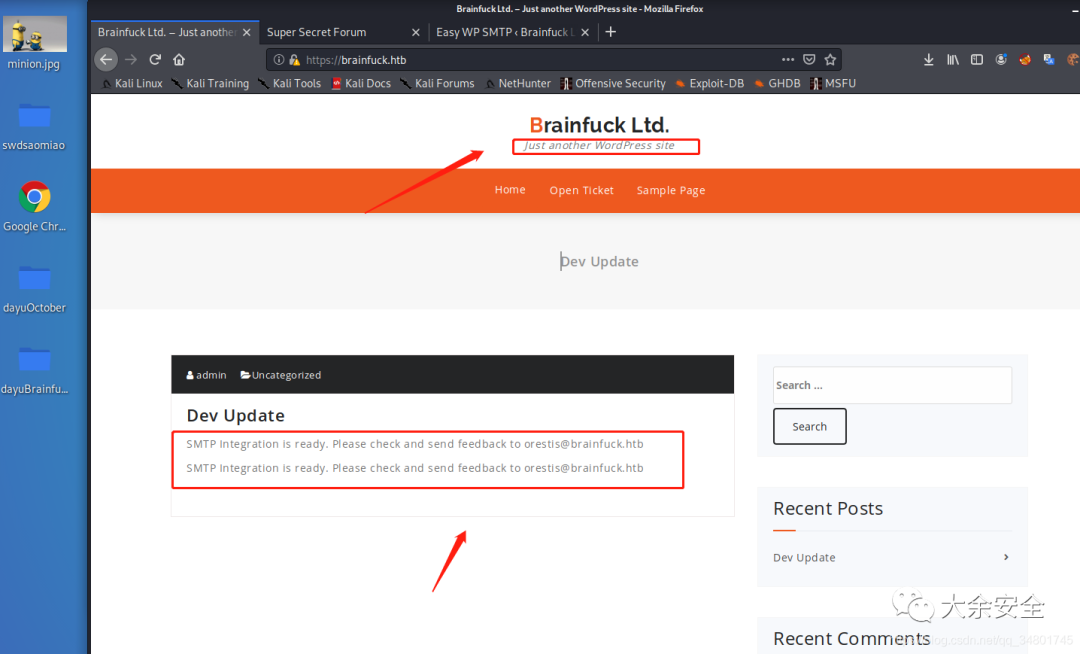 Brainfuck Ltd. – Just another WordPress site - Mozilla Firefox
Brainfuck Ltd. – Just another
Super Secret Forum
Easy WP SMTP ‹ Brainfuck L
https://brainfuck.htb
Kali Linux Kali Training Kali Tools Kali Docs Kali Forums NetHunter Offensive Security Exploit-DB GHDB MSFU
minion.jpg
swdsaomiao
Google Chr...
dayuOctober
dayuBrainfu...
Brainfuck Ltd.
Just another WordPress site
Home Open Ticket Sample Page
Dev Update
admin Uncategorized
Dev Update
SMTP Integration is ready. Please check and send feedback to orestis@brainfuck.htb
SMTP Integration is ready. Please check and send feedback to orestis@brainfuck.htb
Search ...
Search
Recent Posts
Dev Update
Recent Comments
大余安全